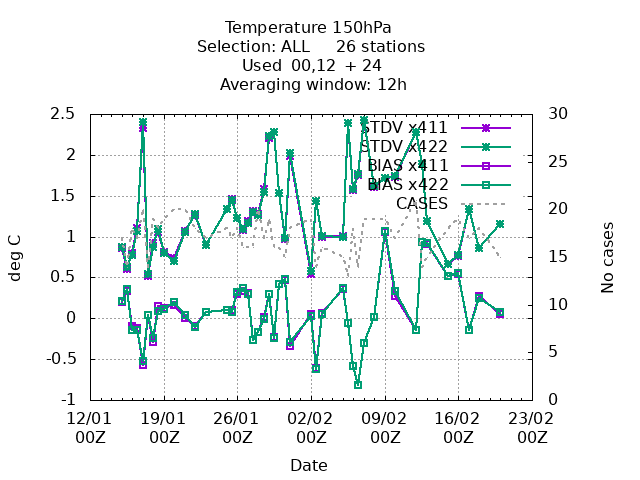 Temperature 150hPa
Selection: ALL 26 stations
Used 00,12 + 24
Averaging window: 12h
2.5
2
1.5
1
0.5
0
-0.5
-1
deg C
30
25
20
15
10
5
0
No cases
STDV x411
STDV x422
BIAS x411
BIAS x422
CASES
12/01 19/01 26/01 02/02 09/02 16/02 23/02
00Z 00Z 00Z 00Z 00Z 00Z 00Z
Date